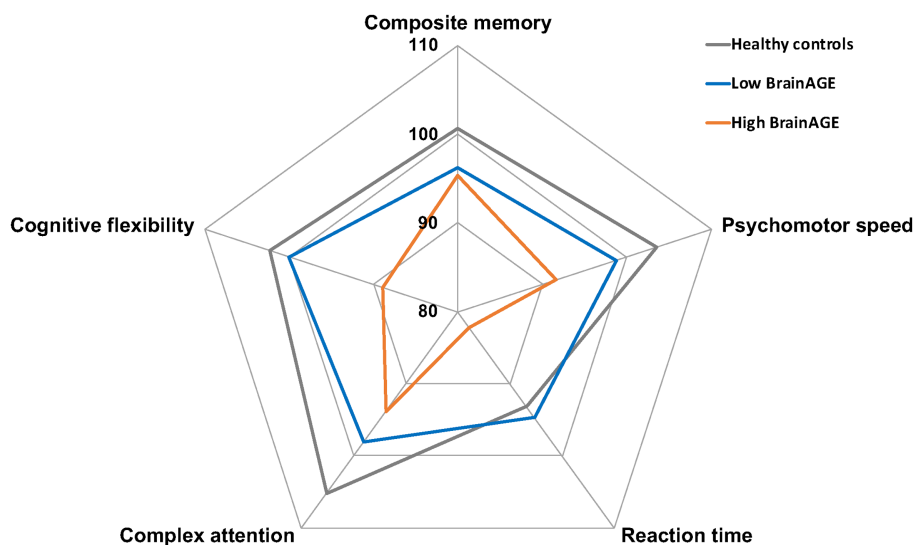 Composite memory
110
Healthy controls
Low BrainAGE
High BrainAGE
100
90
80
Cognitive flexibility
Psychomotor speed
Complex attention
Reaction time